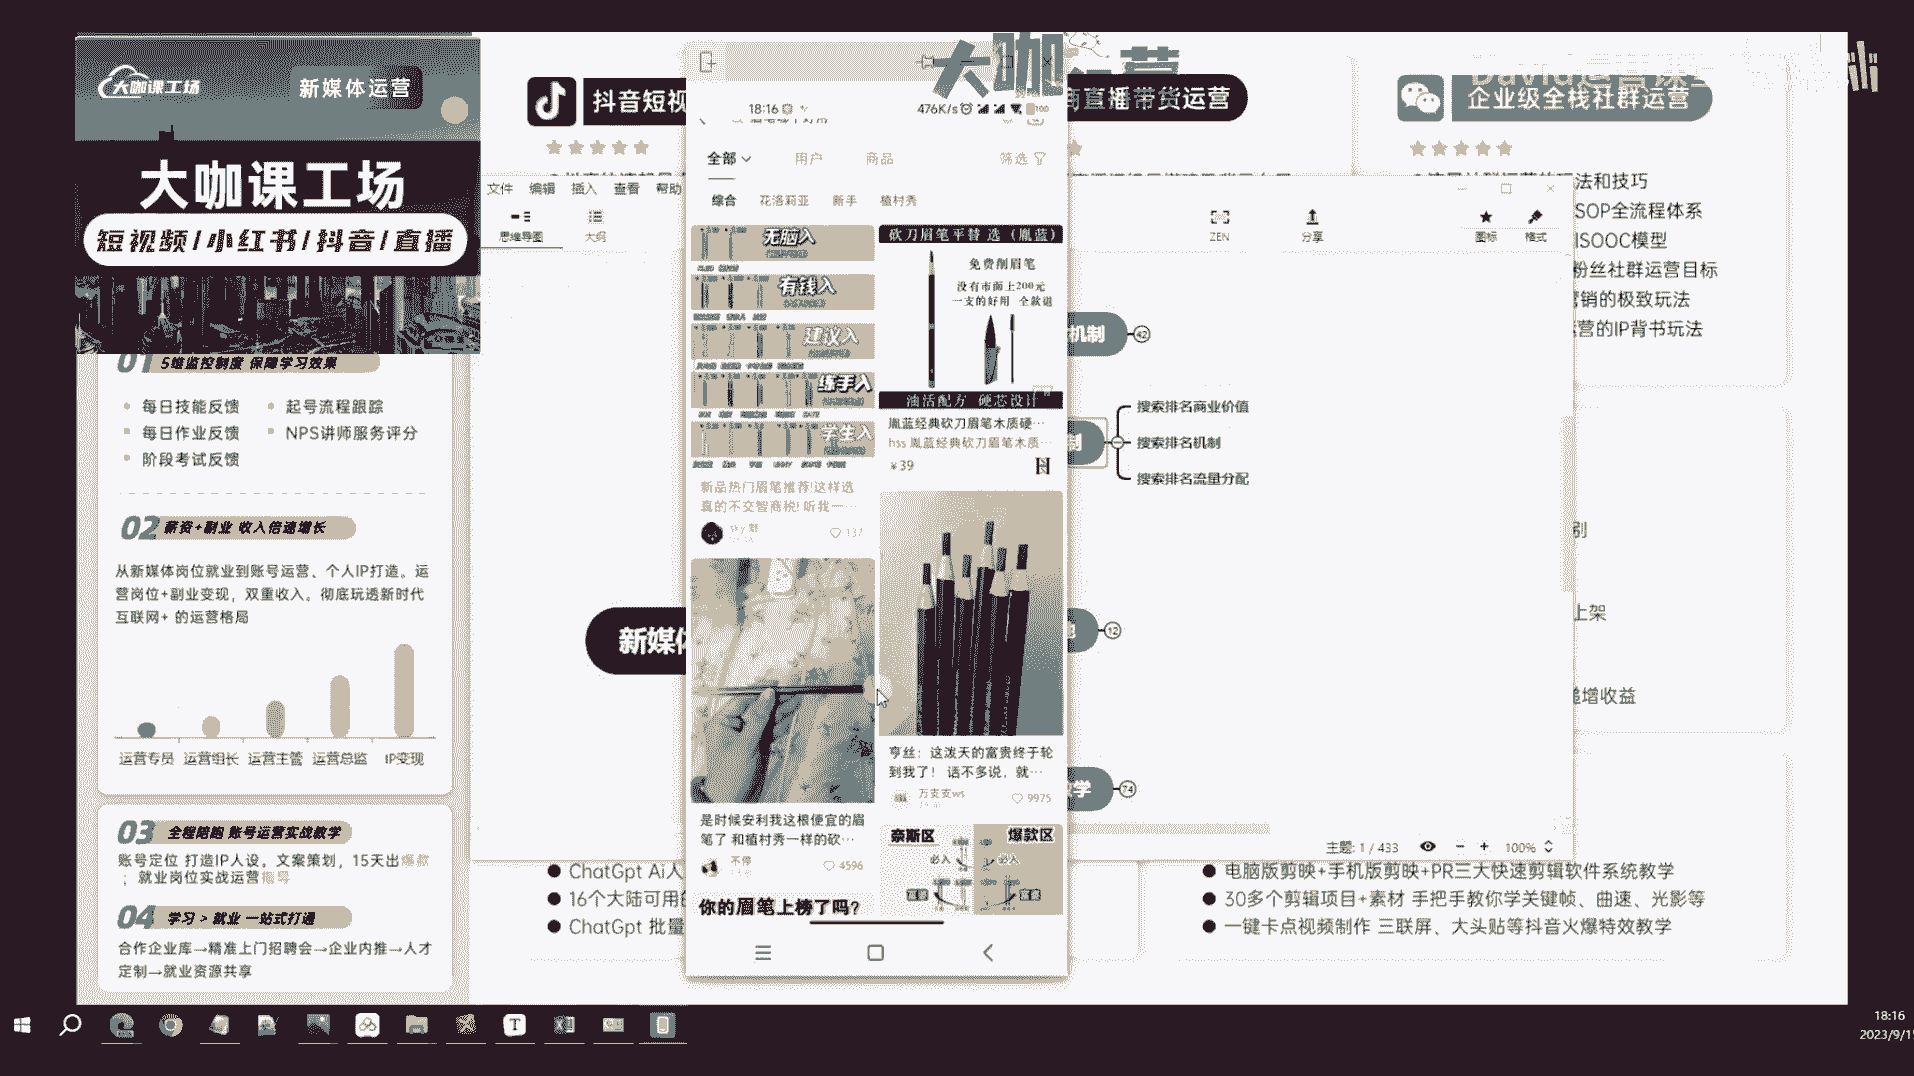 大咖课工场
新媒体运营
大咖课工场
短视频/小红书/抖音/直播
01 5维监控制度 保障学习效果
每日技能反馈
起号流程跟踪
每日作业反馈
NPS讲师服务评分
阶段考试反馈
02 薪资+副业 收入倍速增长
从新媒体岗位就业到账号运营、个人IP打造。运
营岗位+副业变现，双重收入。彻底玩透新时代
互联网+ 的运营格局
运营专员 运营组长 运营主管 运营总监 IP变现
03 全程陪跑 账号运营实战教学
账号定位 打造IP人设。文案策划，15天出爆款
；就业岗位实战运营指导
04 学习 > 就业 一站式打通
合作企业库→精准上门招聘会→企业内推→人才
定制→就业资源共享
抖音短视
大咖
运营
商直播带货运营
企业级全栈社群运营
法和技巧
SOP全流程体系
ISOOC模型
粉丝社群运营目标
营销的极致玩法
运营的IP背书玩法
文件 编辑 插入 查看 帮助
思维导图
大纲
ZEN
分享
图标
格式
18:16
476K/s
100
全部
用户
商品
筛选
综合
花洛莉亚
新手
植村秀
无脑入
有钱入
建议入
练手入
学生入
新品热门眉笔推荐!这样选
真的不交智商税! 听我一…
137
砍刀眉笔平替 选（胤蓝）
免费削眉笔
没有市面上200元
一支的好用 全款退
油活配方 硬芯设计
胤蓝经典砍刀眉笔木质硬…
hss 胤蓝经典砍刀眉笔木质…
¥39
是时候安利我这根便宜的眉
笔了 和植村秀一样的砍…
不停
4596
亨丝：这泼天的富贵终于轮
到我了！ 话不多说，就…
万支支ws
9975
你的眉笔上榜了吗?
奈斯区
爆款区
必入
必入
机制
42
制
搜索排名商业价值
搜索排名机制
搜索排名流量分配
新媒体
12
学
74
主题: 1 / 433
100%
别
上架
递增收益
ChatGpt Ai人
16个大陆可用的
ChatGpt 批量
电脑版剪映+手机版剪映+PR三大快速剪辑软件系统教学
30多个剪辑项目+素材 手把手教你学关键帧、曲速、光影等
一键卡点视频制作 三联屏、大头贴等抖音火爆特效教学
18:16
2023/9/1